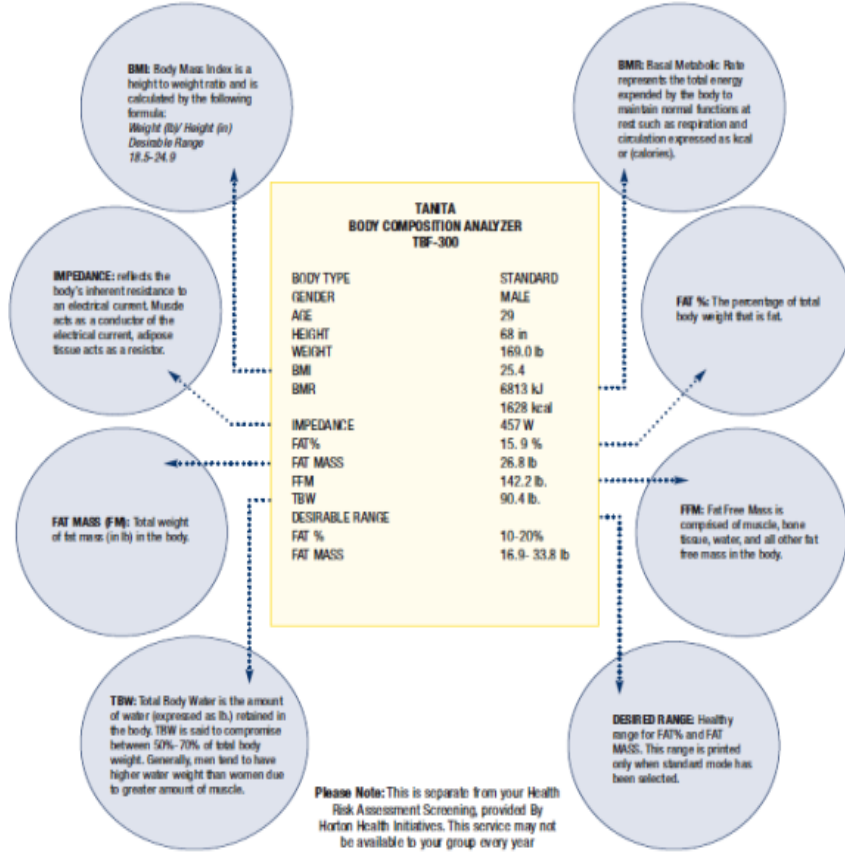 BMI: Body Mass Index is a
height to weight ratio and is
calculated by the following
formula:
Weight (lb)/ Height (in)
Desirable Range
18.5-24.9
BMR: Basal Metabolic Rate
represents the total energy
expended by the body to
maintain normal functions at
rest such as respiration and
circulation expressed as kcal
or (calories).
TANITA
BODY COMPOSITION ANALYZER
TBF-300
BODY TYPE STANDARD
GENDER MALE
AGE 29
HEIGHT 68 in
WEIGHT 169.0 lb
BMI 25.4
BMR 6813 kJ
1628 kcal
IMPEDANCE 457 W
FAT% 15. 9 %
FAT MASS 26.8 lb
FFM 142.2 lb.
TBW 90.4 lb.
DESIRABLE RANGE
FAT % 10-20%
FAT MASS 16.9- 33.8 lb
IMPEDANCE: reflects the
body's inherent resistance to
an electrical current. Muscle
acts as a conductor of the
electrical current, adipose
tissue acts as a resistor.
FAT %: The percentage of total
body weight that is fat.
FAT MASS (FM): Total weight
of fat mass (in lb) in the body.
FFM: Fat Free Mass is
comprised of muscle, bone
tissue, water, and all other fat
free mass in the body.
TBW: Total Body Water is the amount
of water (expressed as lb.) retained in
the body. TBW is said to compromise
between 50%-70% of total body
weight. Generally, men tend to have
higher water weight than women due
to greater amount of muscle.
DESIRED RANGE: Healthy
range for FAT% and FAT
MASS. This range is printed
only when standard mode has
been selected.
Please Note: This is separate from your Health
Risk Assessment Screening, provided By
Horton Health Initiatives. This service may not
be available to your group every year